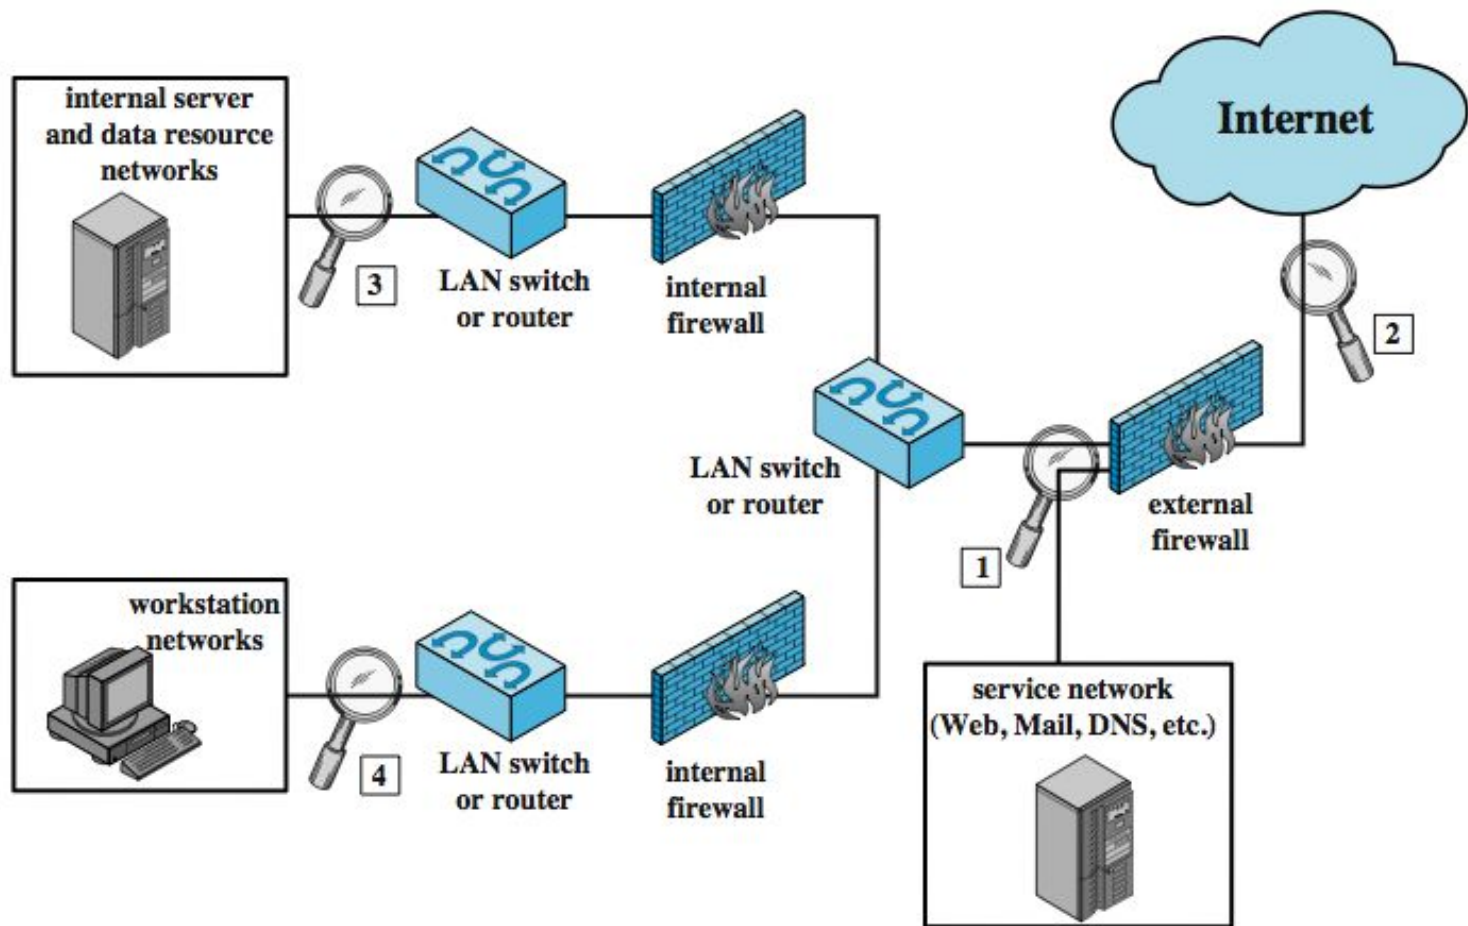 Internet
internal server
and data resource
networks
3
LAN switch
or router
internal
firewall
2
LAN switch
or router
1
external
firewall
workstation
networks
4
LAN switch
or router
internal
firewall
service network
(Web, Mail, DNS, etc.)